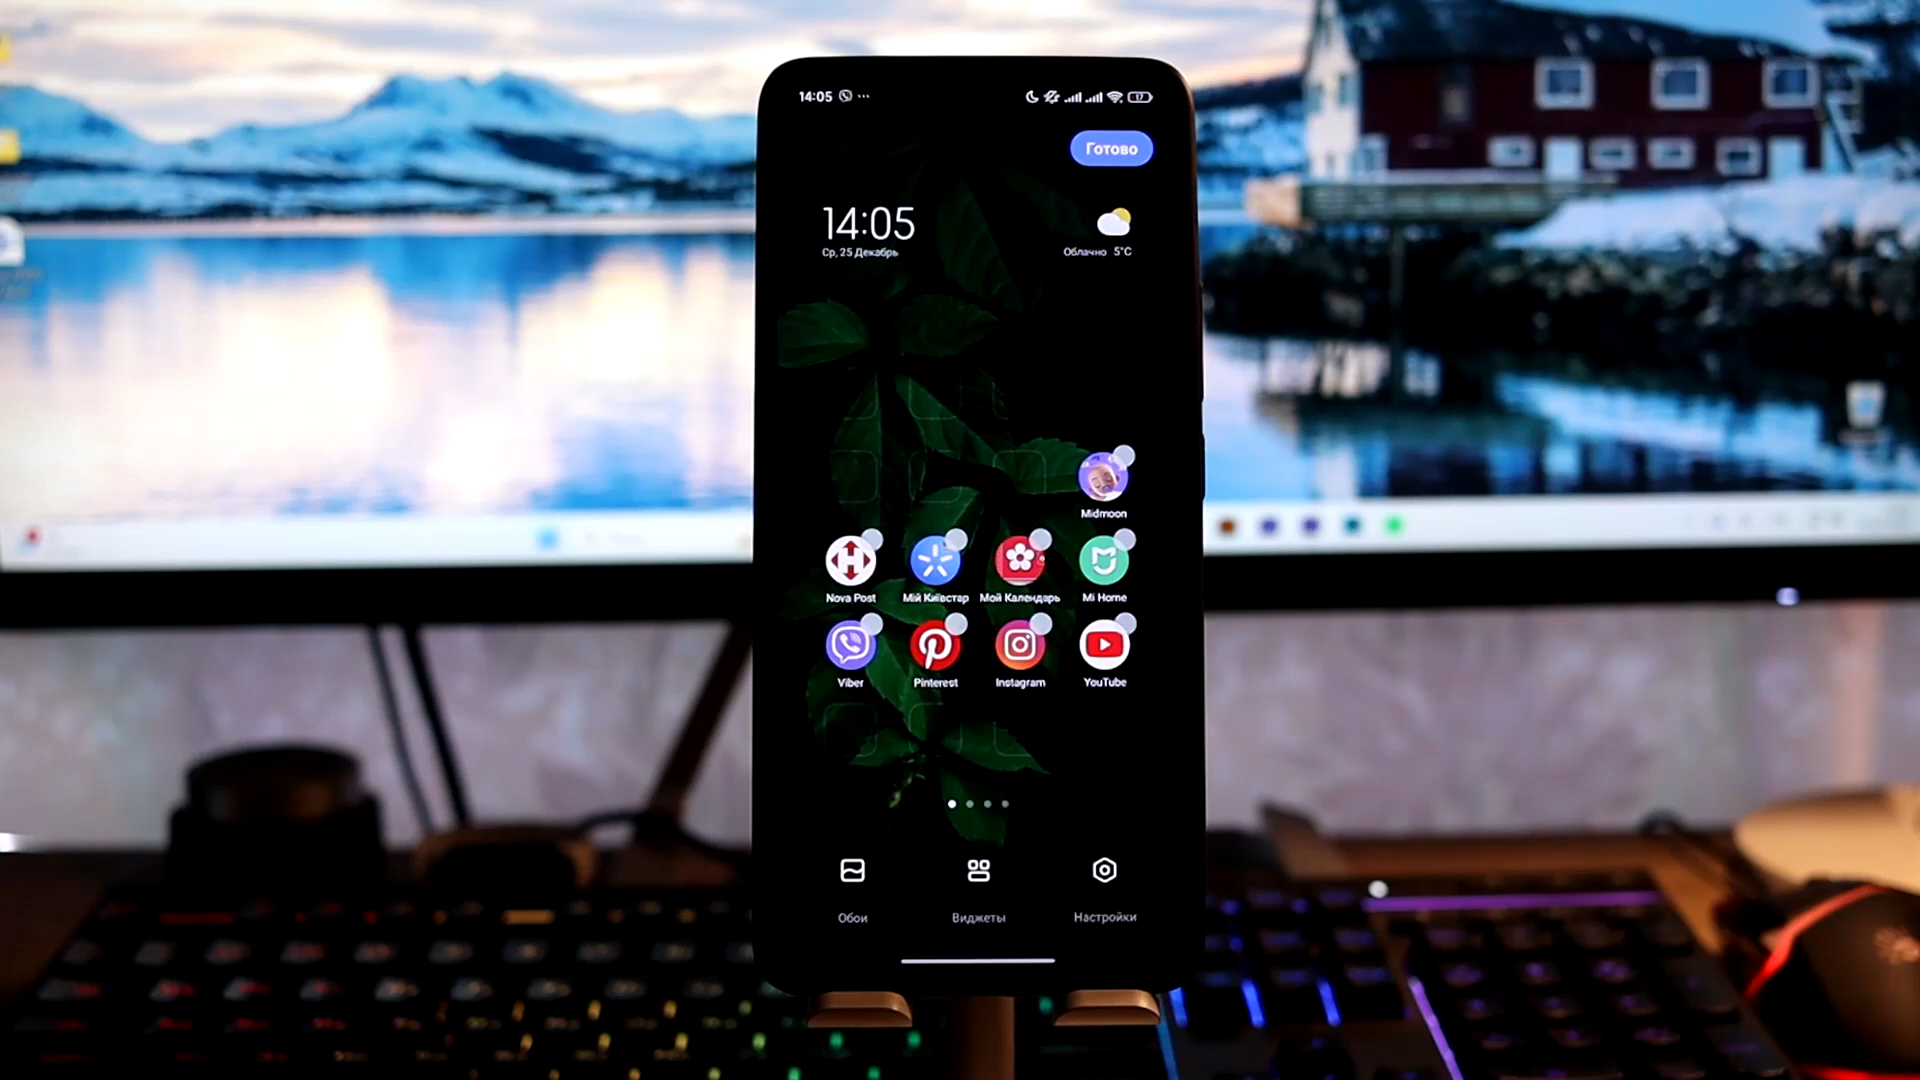 14:05
17
Готово
14:05
Ср, 25 Декабрь
Облачно 5°C
Midmoon
Nova Post
Мій Київстар
Мой Календарь
Mi Home
Viber
Pinterest
Instagram
YouTube
Обои
Виджеты
Настройки